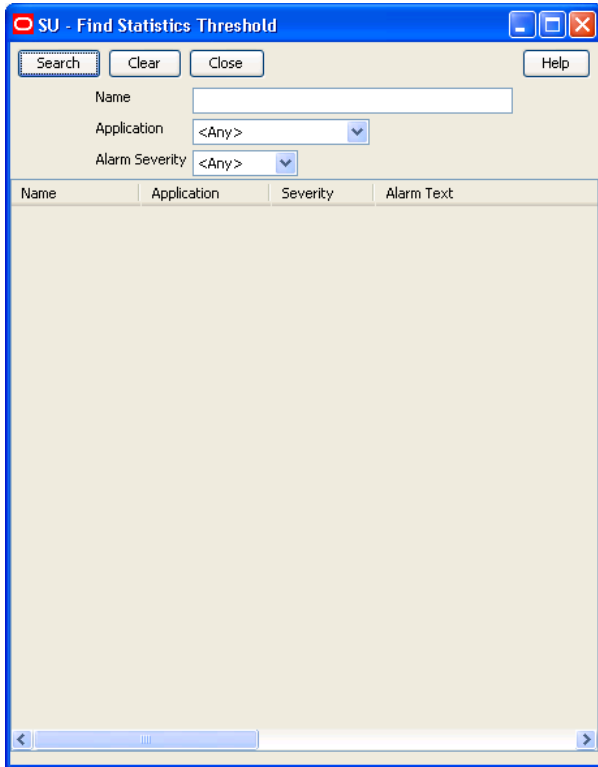 SU - Find Statistics Threshold
Search Clear Close Help
Name
Application <Any>
Alarm Severity <Any>
Name Application Severity Alarm Text